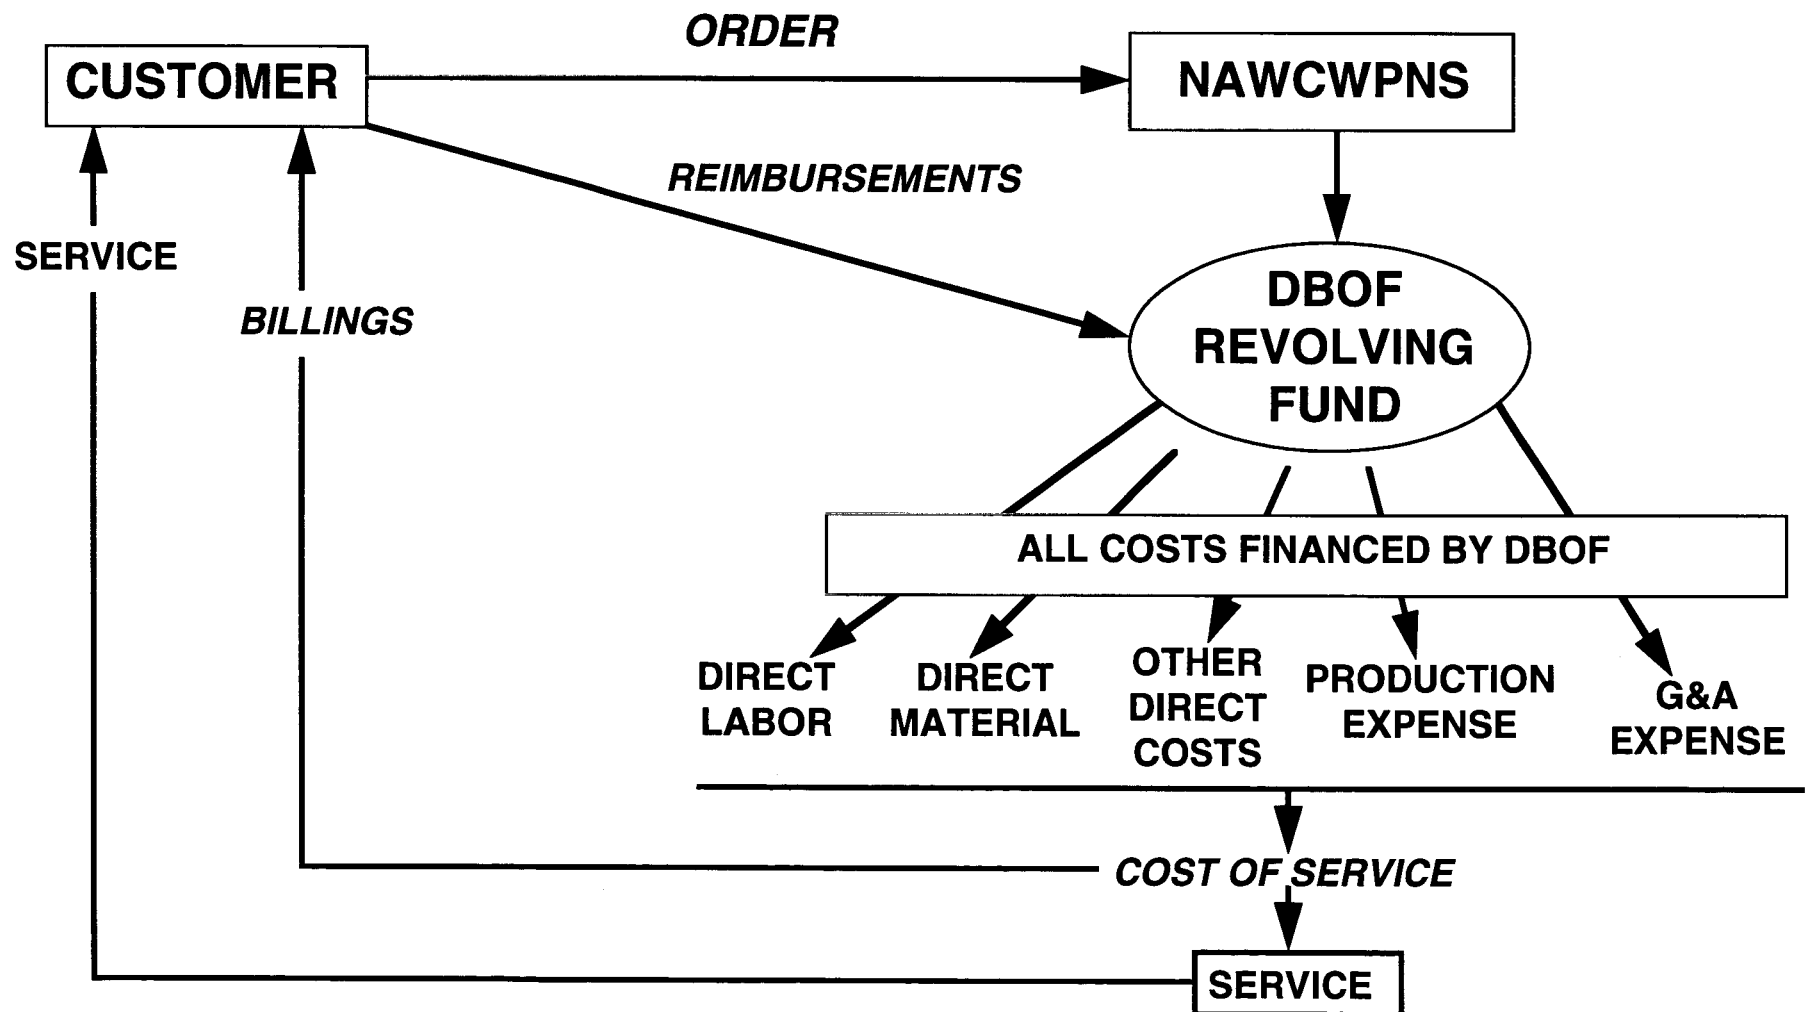 ORDER
CUSTOMER
NAWCWPNS
REIMBURSEMENTS
SERVICE
BILLINGS
DBOF
REVOLVING
FUND
ALL COSTS FINANCED BY DBOF
DIRECT
LABOR
DIRECT
MATERIAL
OTHER
DIRECT
COSTS
PRODUCTION
EXPENSE
G&A
EXPENSE
COST OF SERVICE
SERVICE